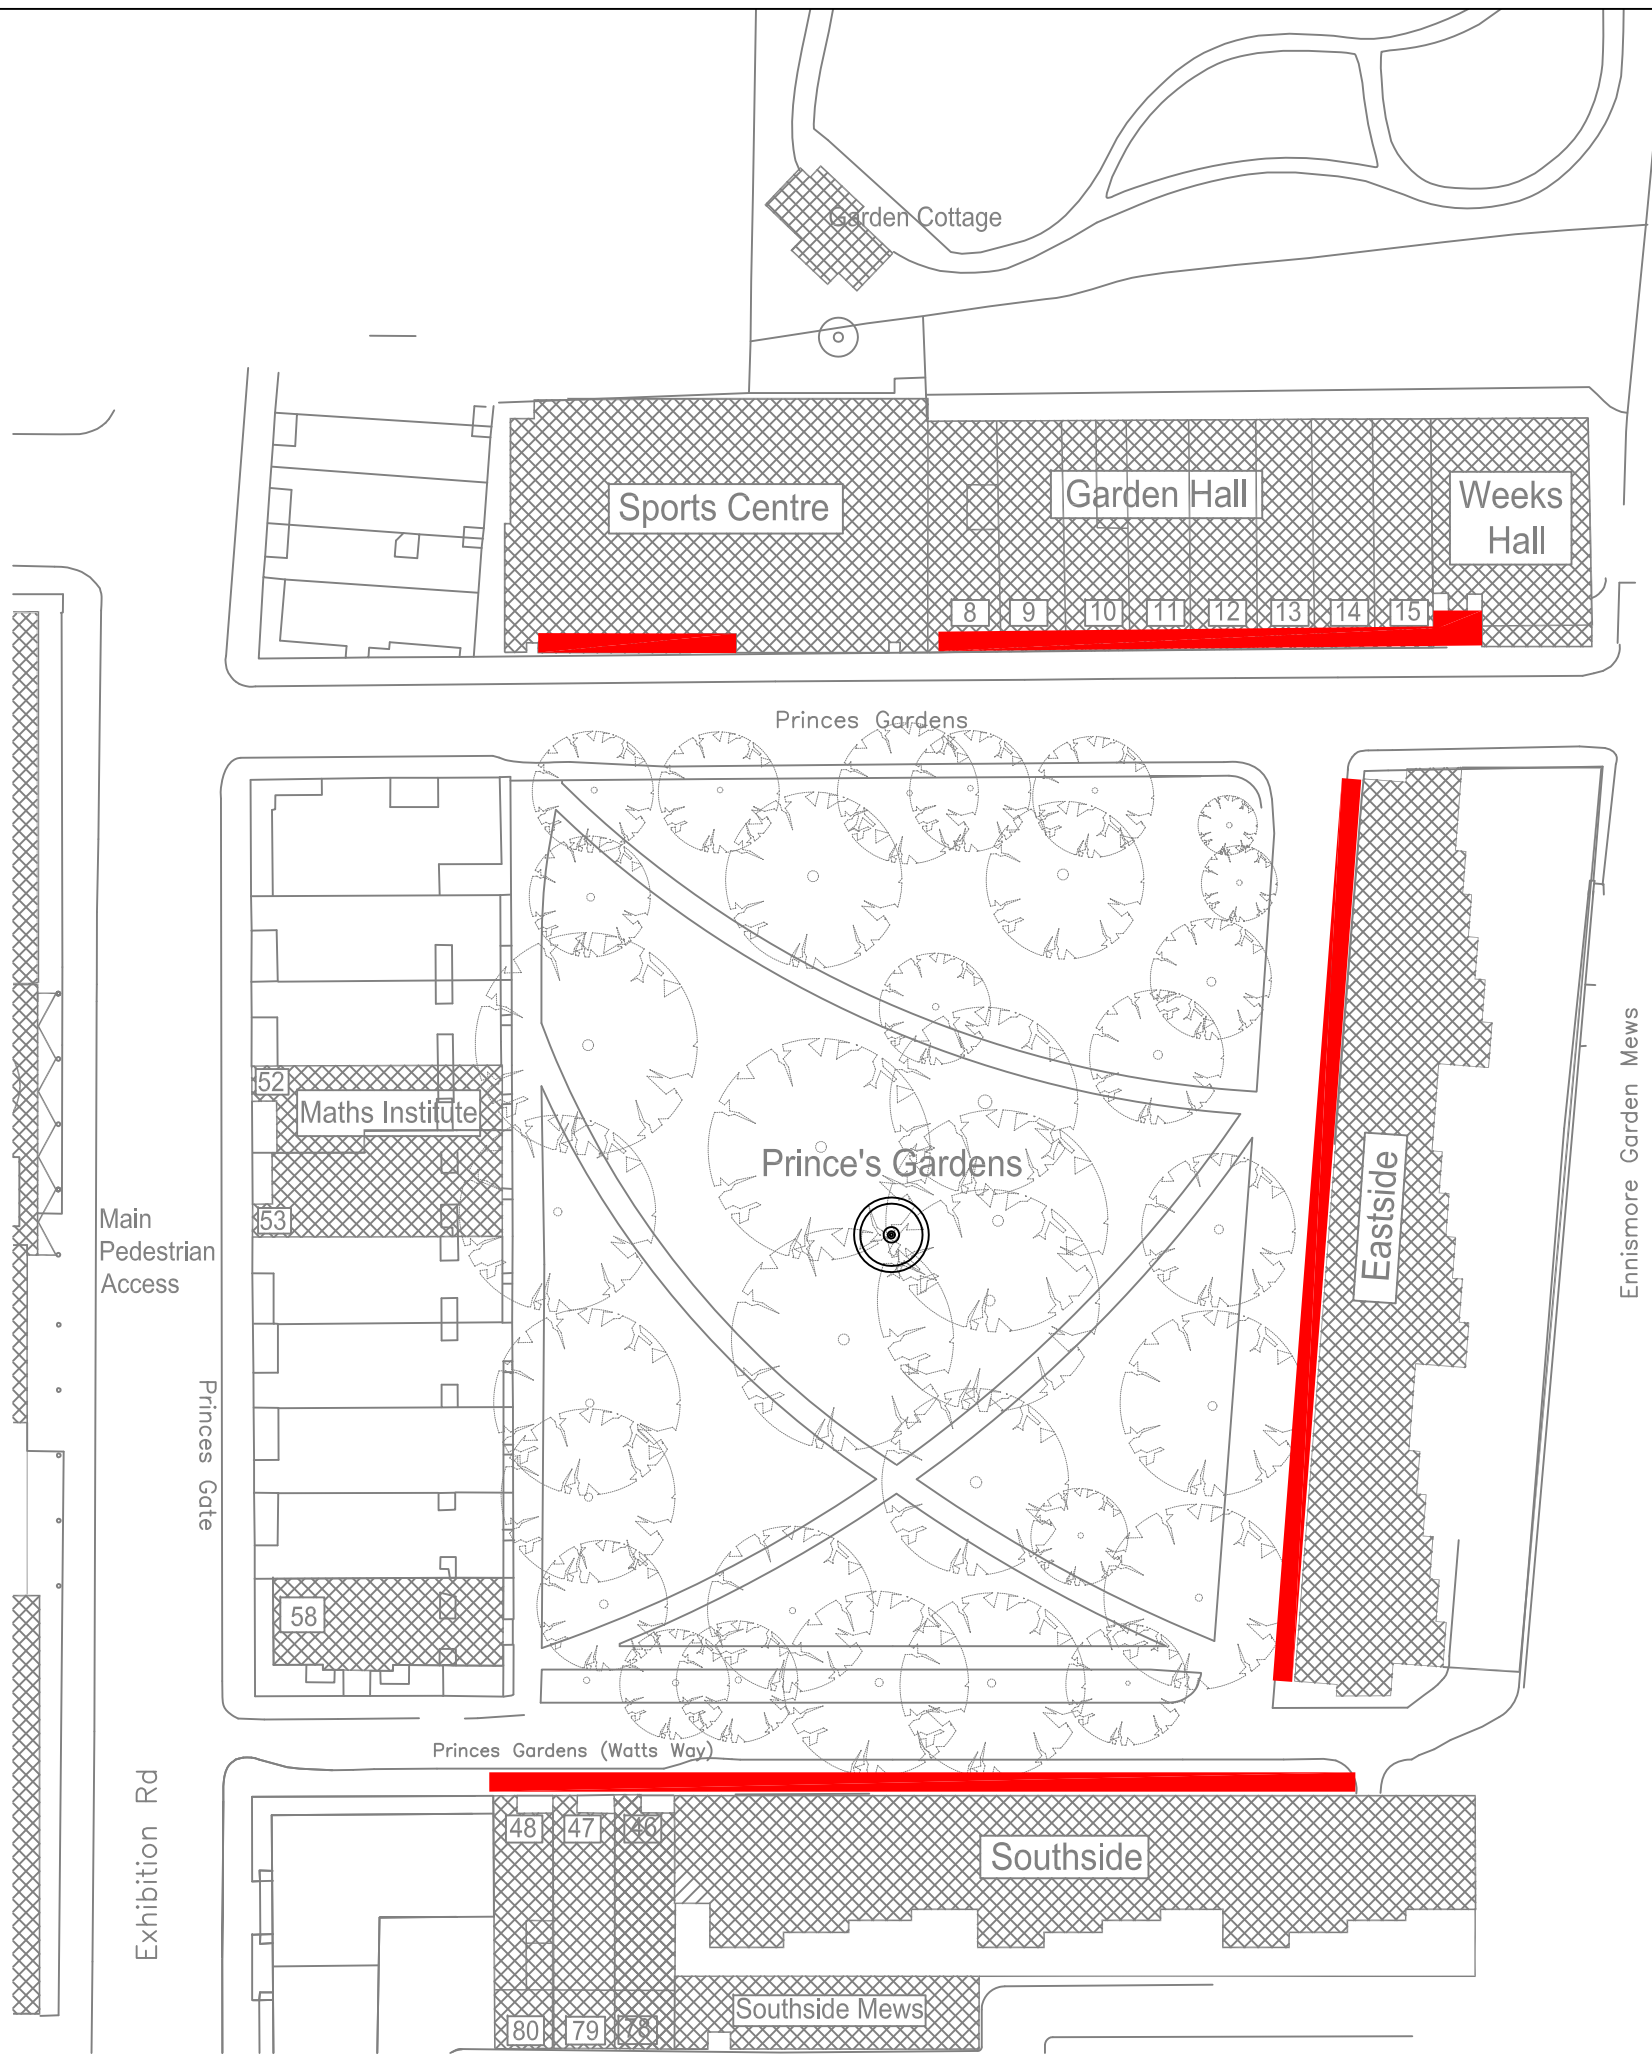 Garden Cottage
Sports Centre
Garden Hall
Weeks
Hall
8
9
10
11
12
13
14
15
Princes Gardens
52
Maths Institute
53
Main
Pedestrian
Access
Prince's Gardens
Eastside
Ennismore Garden Mews
Princes Gate
58
Princes Gardens (Watts Way)
Exhibition Rd
48
47
46
Southside
Southside Mews
80
79
78